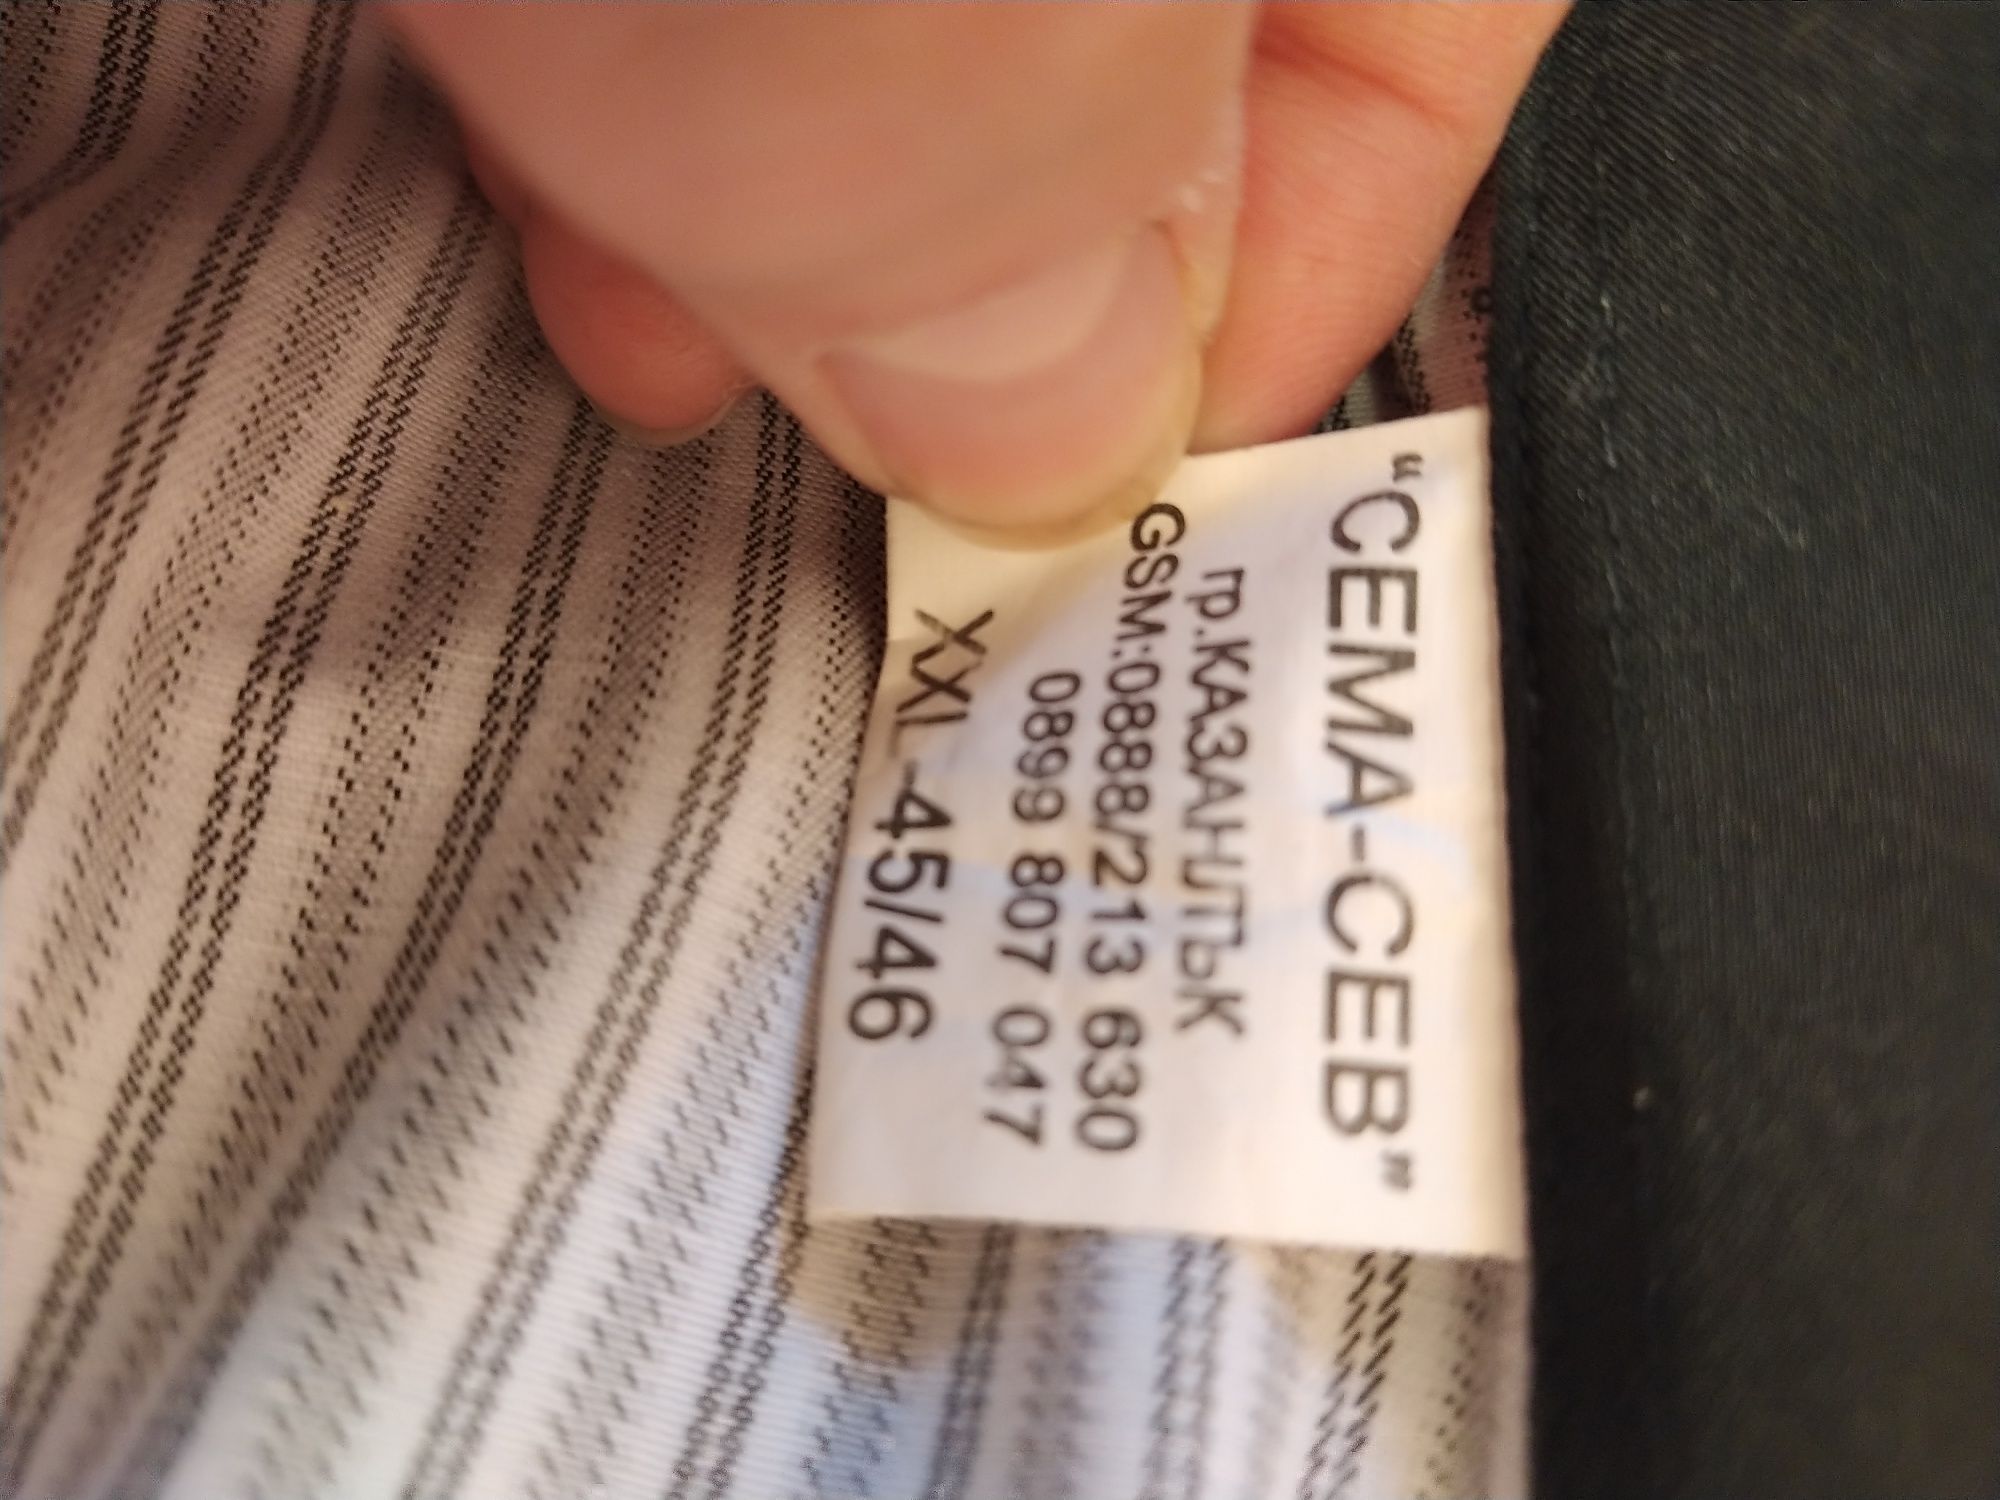 “СЕМА-СЕВ”
гр.КАЗАНЛЪК
GSM:0888/213 630
0899 807 047
XXL-45/46